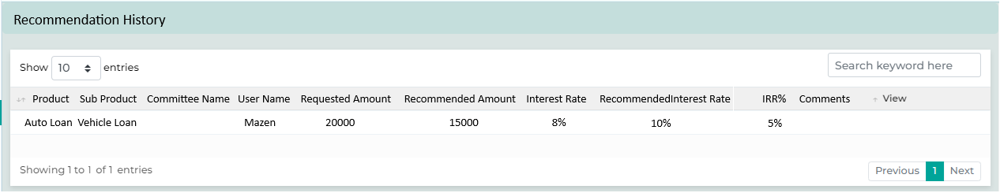 Recommendation History
Show 10 entries
Search keyword here
Product Sub Product Committee Name User Name Requested Amount Recommended Amount Interest Rate RecommendedInterest Rate IRR% Comments View
Auto Loan Vehicle Loan Mazen 20000 15000 8% 10% 5%
Showing 1 to 1 of 1 entries
Previous 1 Next